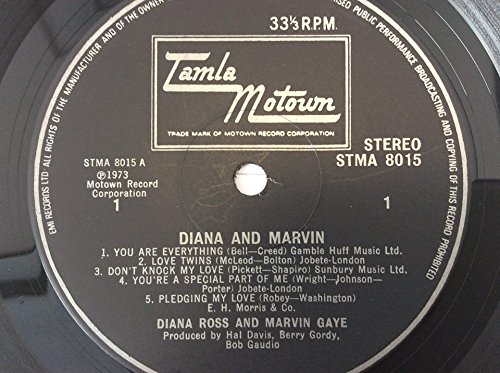 EMI RECORDS LTD· ALL RIGHTS OF THE MANUFACTURER AND OF THE OWNER
PUBLIC PERFORMANCE BROADCASTING AND COPYING OF THIS RECORD PROHIBITED
33⅓ R.P.M.
Tamla
Motown
TRADE MARK OF MOTOWN RECORD CORPORATION
STEREO
STMA 8015
STMA 8015 A
℗1973
Motown Record
Corporation
1
1
DIANA AND MARVIN
1. YOU ARE EVERYTHING (Bell—Creed) Gamble Huff Music Ltd.
2. LOVE TWINS (McLeod—Bolton) Jobete-London
3. DON'T KNOCK MY LOVE (Pickett—Shapiro) Sunbury Music Ltd.
4. YOU'RE A SPECIAL PART OF ME (Wright—Johnson—
Porter) Jobete-London
5. PLEDGING MY LOVE (Robey—Washington)
E. H. Morris & Co.
DIANA ROSS AND MARVIN GAYE
Produced by Hal Davis, Berry Gordy,
Bob Gaudio